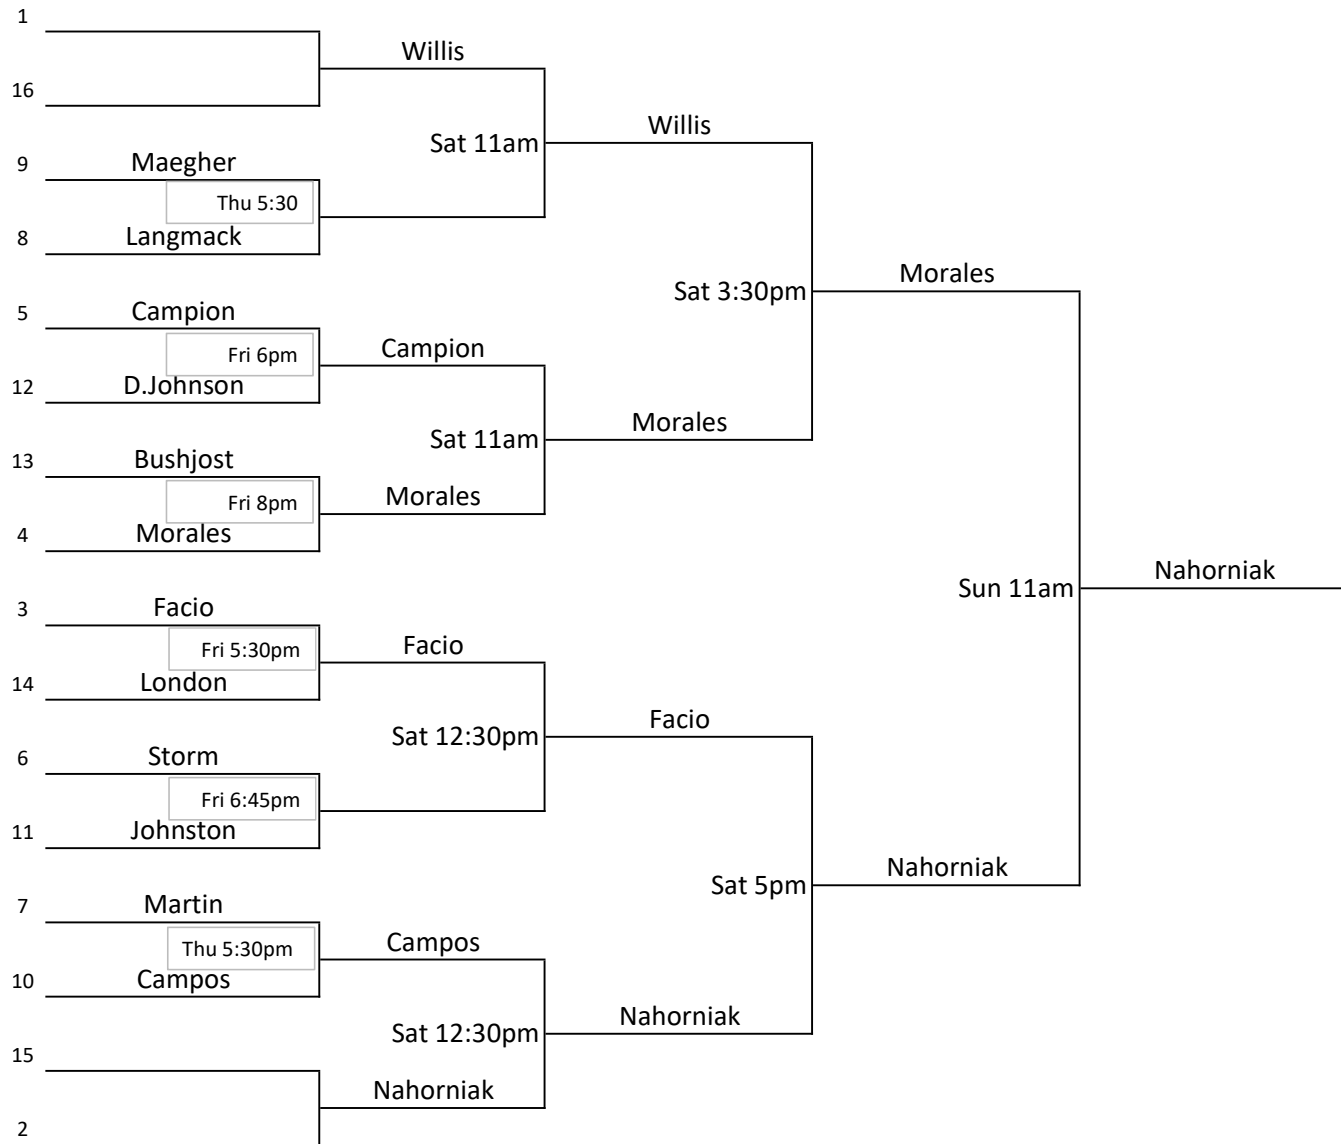 1
Willis
16
Willis
Sat 11am
9 Maegher
Thu 5:30
8 Langmack
Morales
Sat 3:30pm
5 Campion
Fri 6pm
Campion
12 D.Johnson
Morales
Sat 11am
13 Bushjost
Fri 8pm
Morales
4 Morales
Nahorniak
Sun 11am
3 Facio
Fri 5:30pm
Facio
14 London
Facio
Sat 12:30pm
6 Storm
Fri 6:45pm
11 Johnston
Nahorniak
Sat 5pm
7 Martin
Thu 5:30pm
Campos
10 Campos
Nahorniak
Sat 12:30pm
15
Nahorniak
2